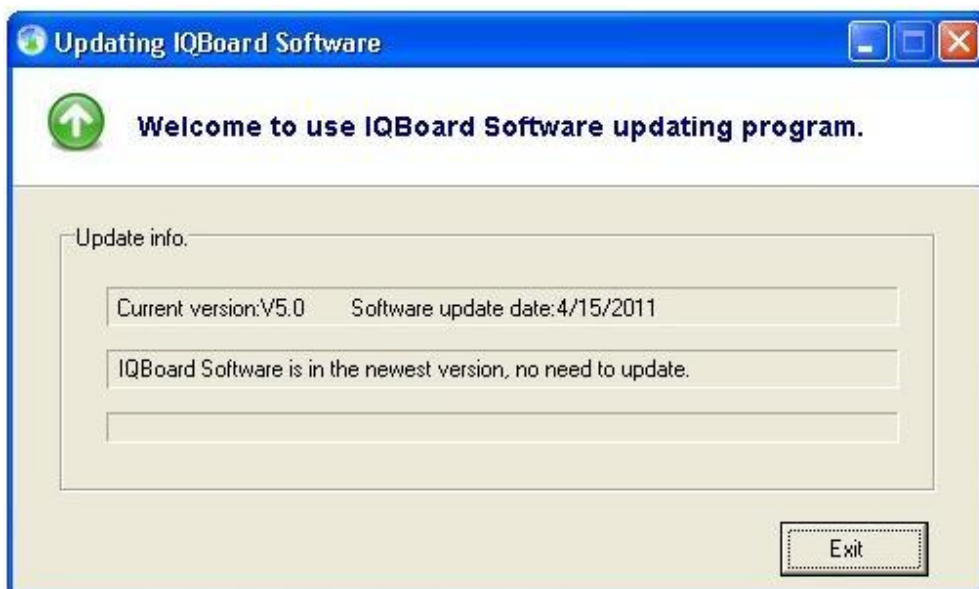 Updating IQBoard Software
Welcome to use IQBoard Software updating program.
Update info.
Current version:V5.0 Software update date:4/15/2011
IQBoard Software is in the newest version, no need to update.
Exit